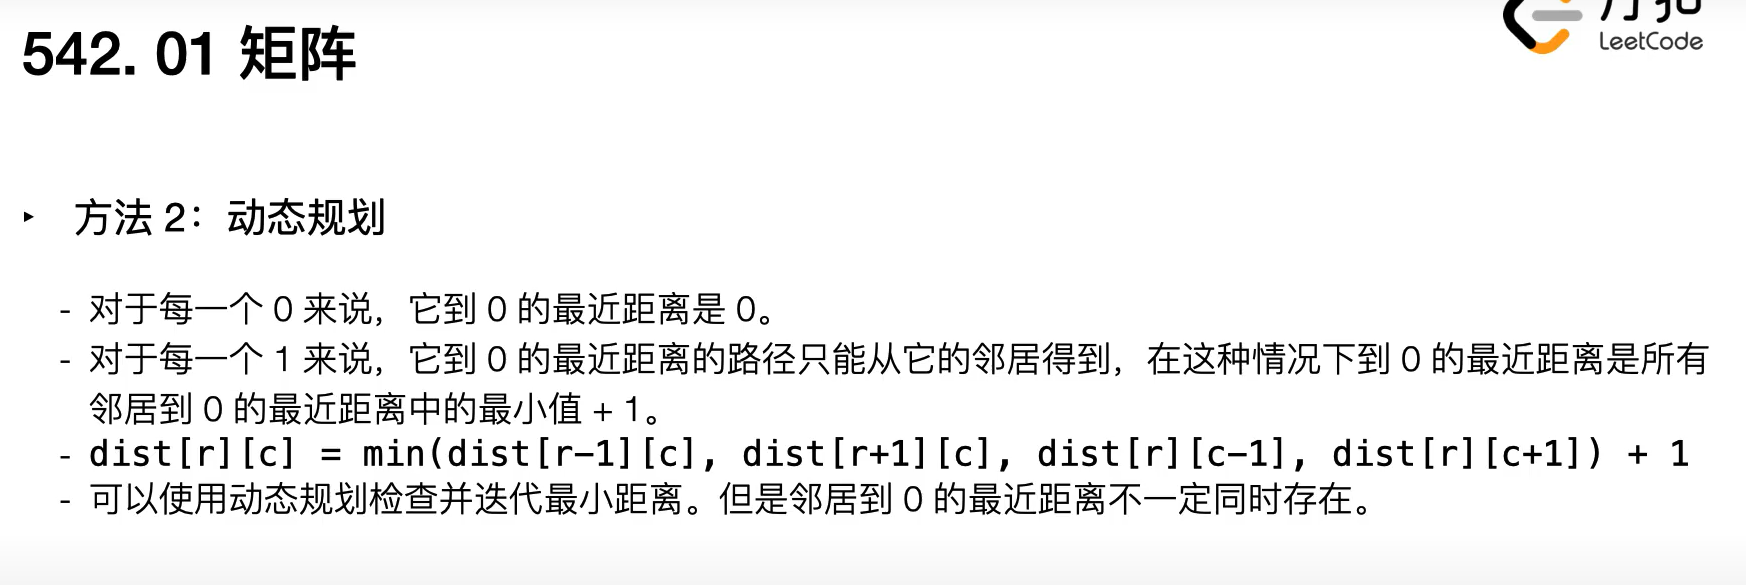 542. 01 矩阵
力扣
LeetCode
‣ 方法 2：动态规划
- 对于每一个 0 来说，它到 0 的最近距离是 0。
- 对于每一个 1 来说，它到 0 的最近距离的路径只能从它的邻居得到，在这种情况下到 0 的最近距离是所有
邻居到 0 的最近距离中的最小值 + 1。
- dist[r][c] = min(dist[r-1][c], dist[r+1][c], dist[r][c-1], dist[r][c+1]) + 1
- 可以使用动态规划检查并迭代最小距离。但是邻居到 0 的最近距离不一定同时存在。